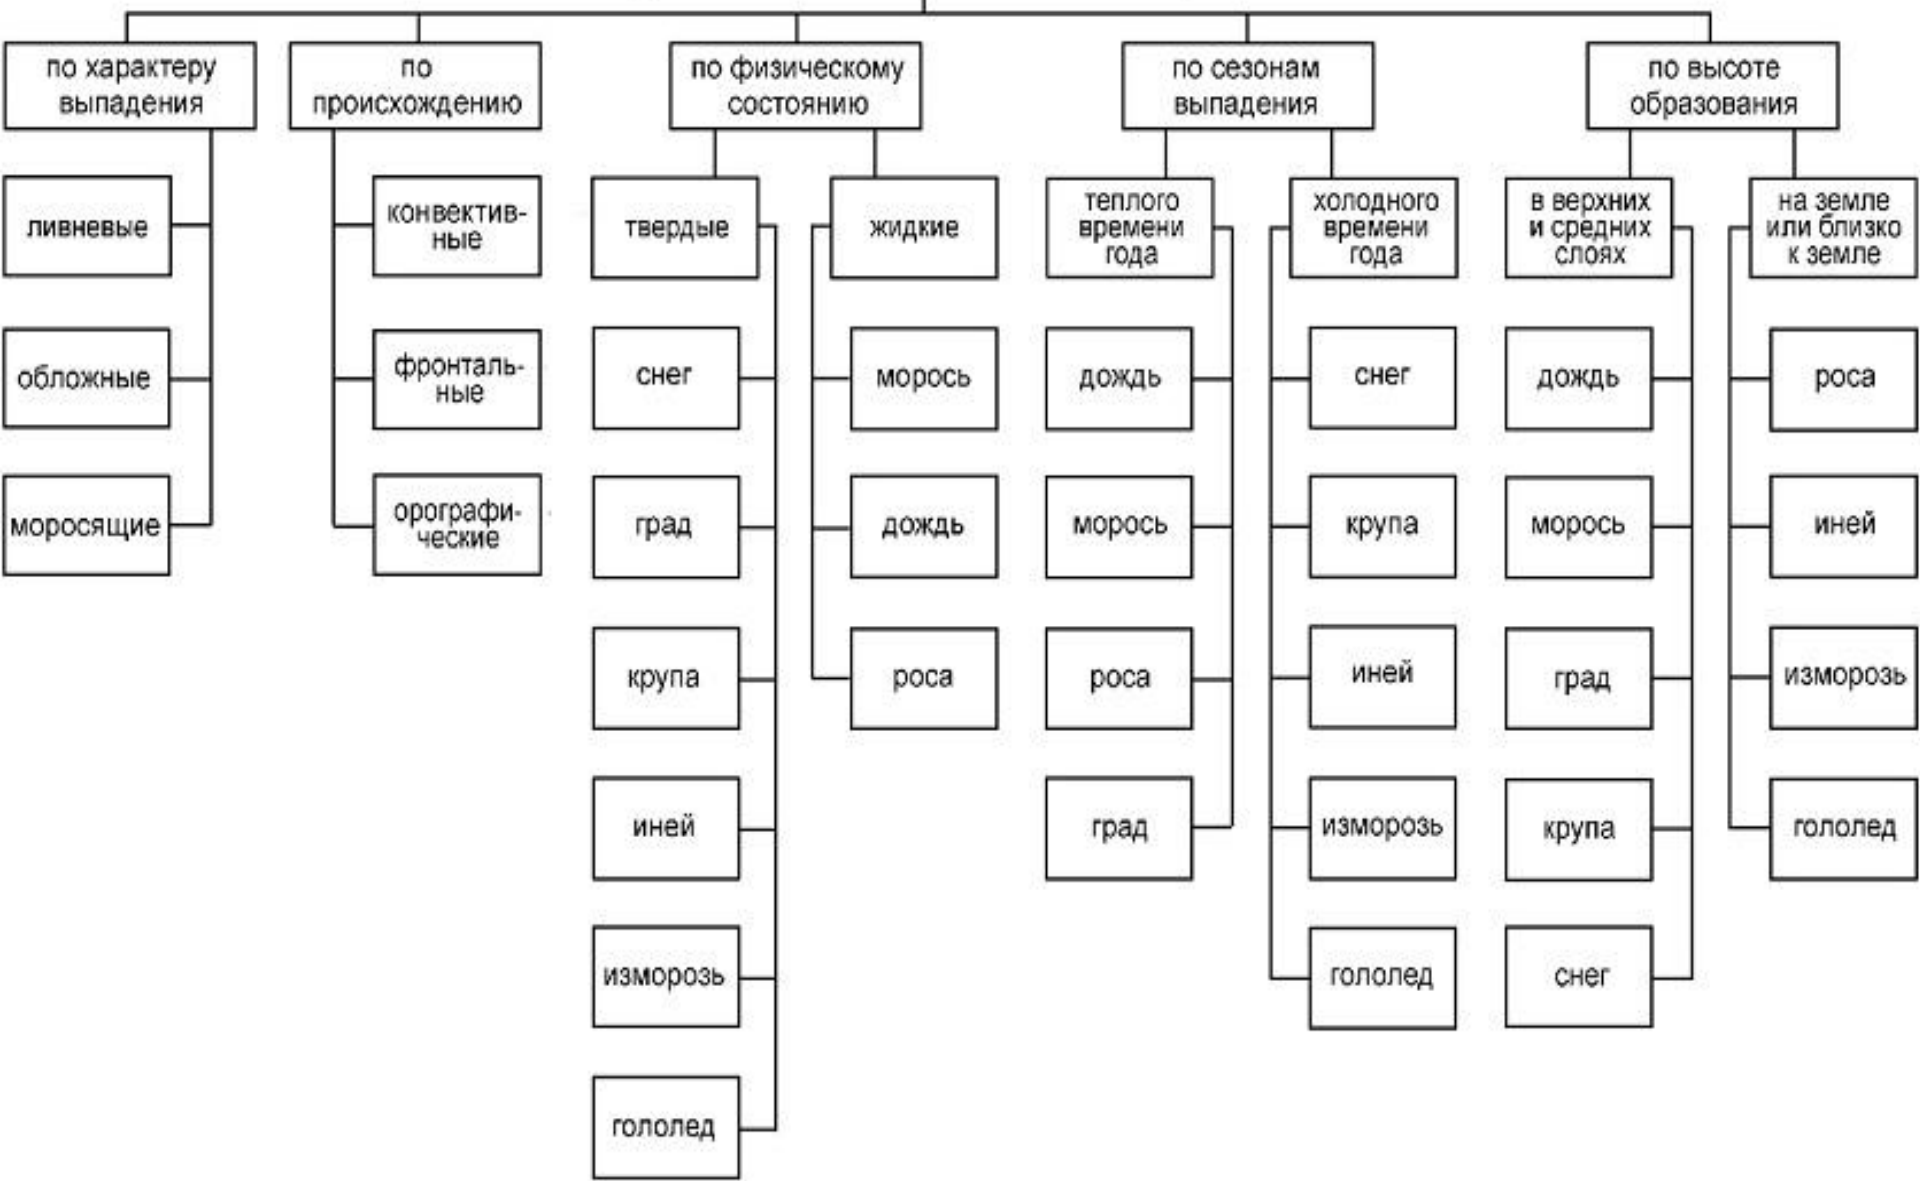 по характеру
выпадения
по
происхождению
по физическому
состоянию
по сезонам
выпадения
по высоте
образования
ливневые
обложные
моросящие
конвектив-
ные
фронталь-
ные
орографи-
ческие
твердые
снег
град
крупа
иней
изморозь
гололед
жидкие
морось
дождь
роса
теплого
времени
года
дождь
морось
роса
град
холодного
времени
года
снег
крупа
иней
изморозь
гололед
в верхних
и средних
слоях
дождь
морось
град
крупа
снег
на земле
или близко
к земле
роса
иней
изморозь
гололед